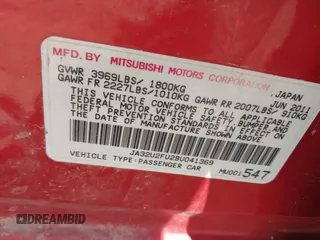 MFD. BY MITSUBISHI MOTORS CORPORATION, JAPAN
GVWR 3969LBS/ 1800KG JUN 2011
GAWR FR 2227LBS/1010KG GAWR RR 2007LBS/ 910KG
THIS VEHICLE CONFORMS TO ALL APPLICABLE
FEDERAL MOTOR VEHICLE SAFETY, BUMPER, AND
THEFT PREVENTION STANDARDS IN EFFECT ON THE
DATE OF MANUFACTURE SHOWN ABOVE.
JA32U2FU2BU041369
VEHICLE TYPE: PASSENGER CAR MU001547
DREAMBID